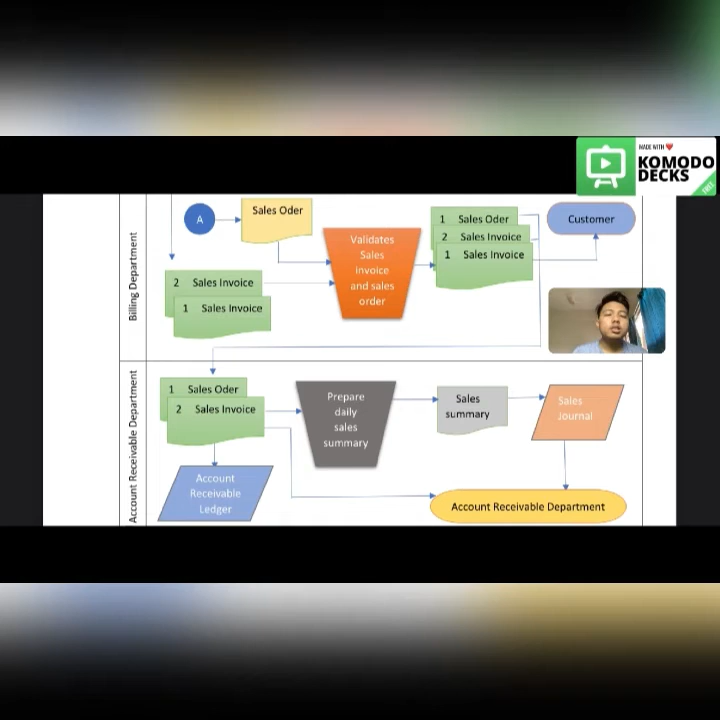 MADE WITH
KOMODO
DECKS
FREE
Billing Department
A
Sales Oder
Validates
Sales
invoice
and sales
order
1 Sales Oder
2 Sales Invoice
1 Sales Invoice
Customer
2 Sales Invoice
1 Sales Invoice
Account Receivable Department
1 Sales Oder
2 Sales Invoice
Prepare
daily
sales
summary
Sales
summary
Sales
Journal
Account
Receivable
Ledger
Account Receivable Department